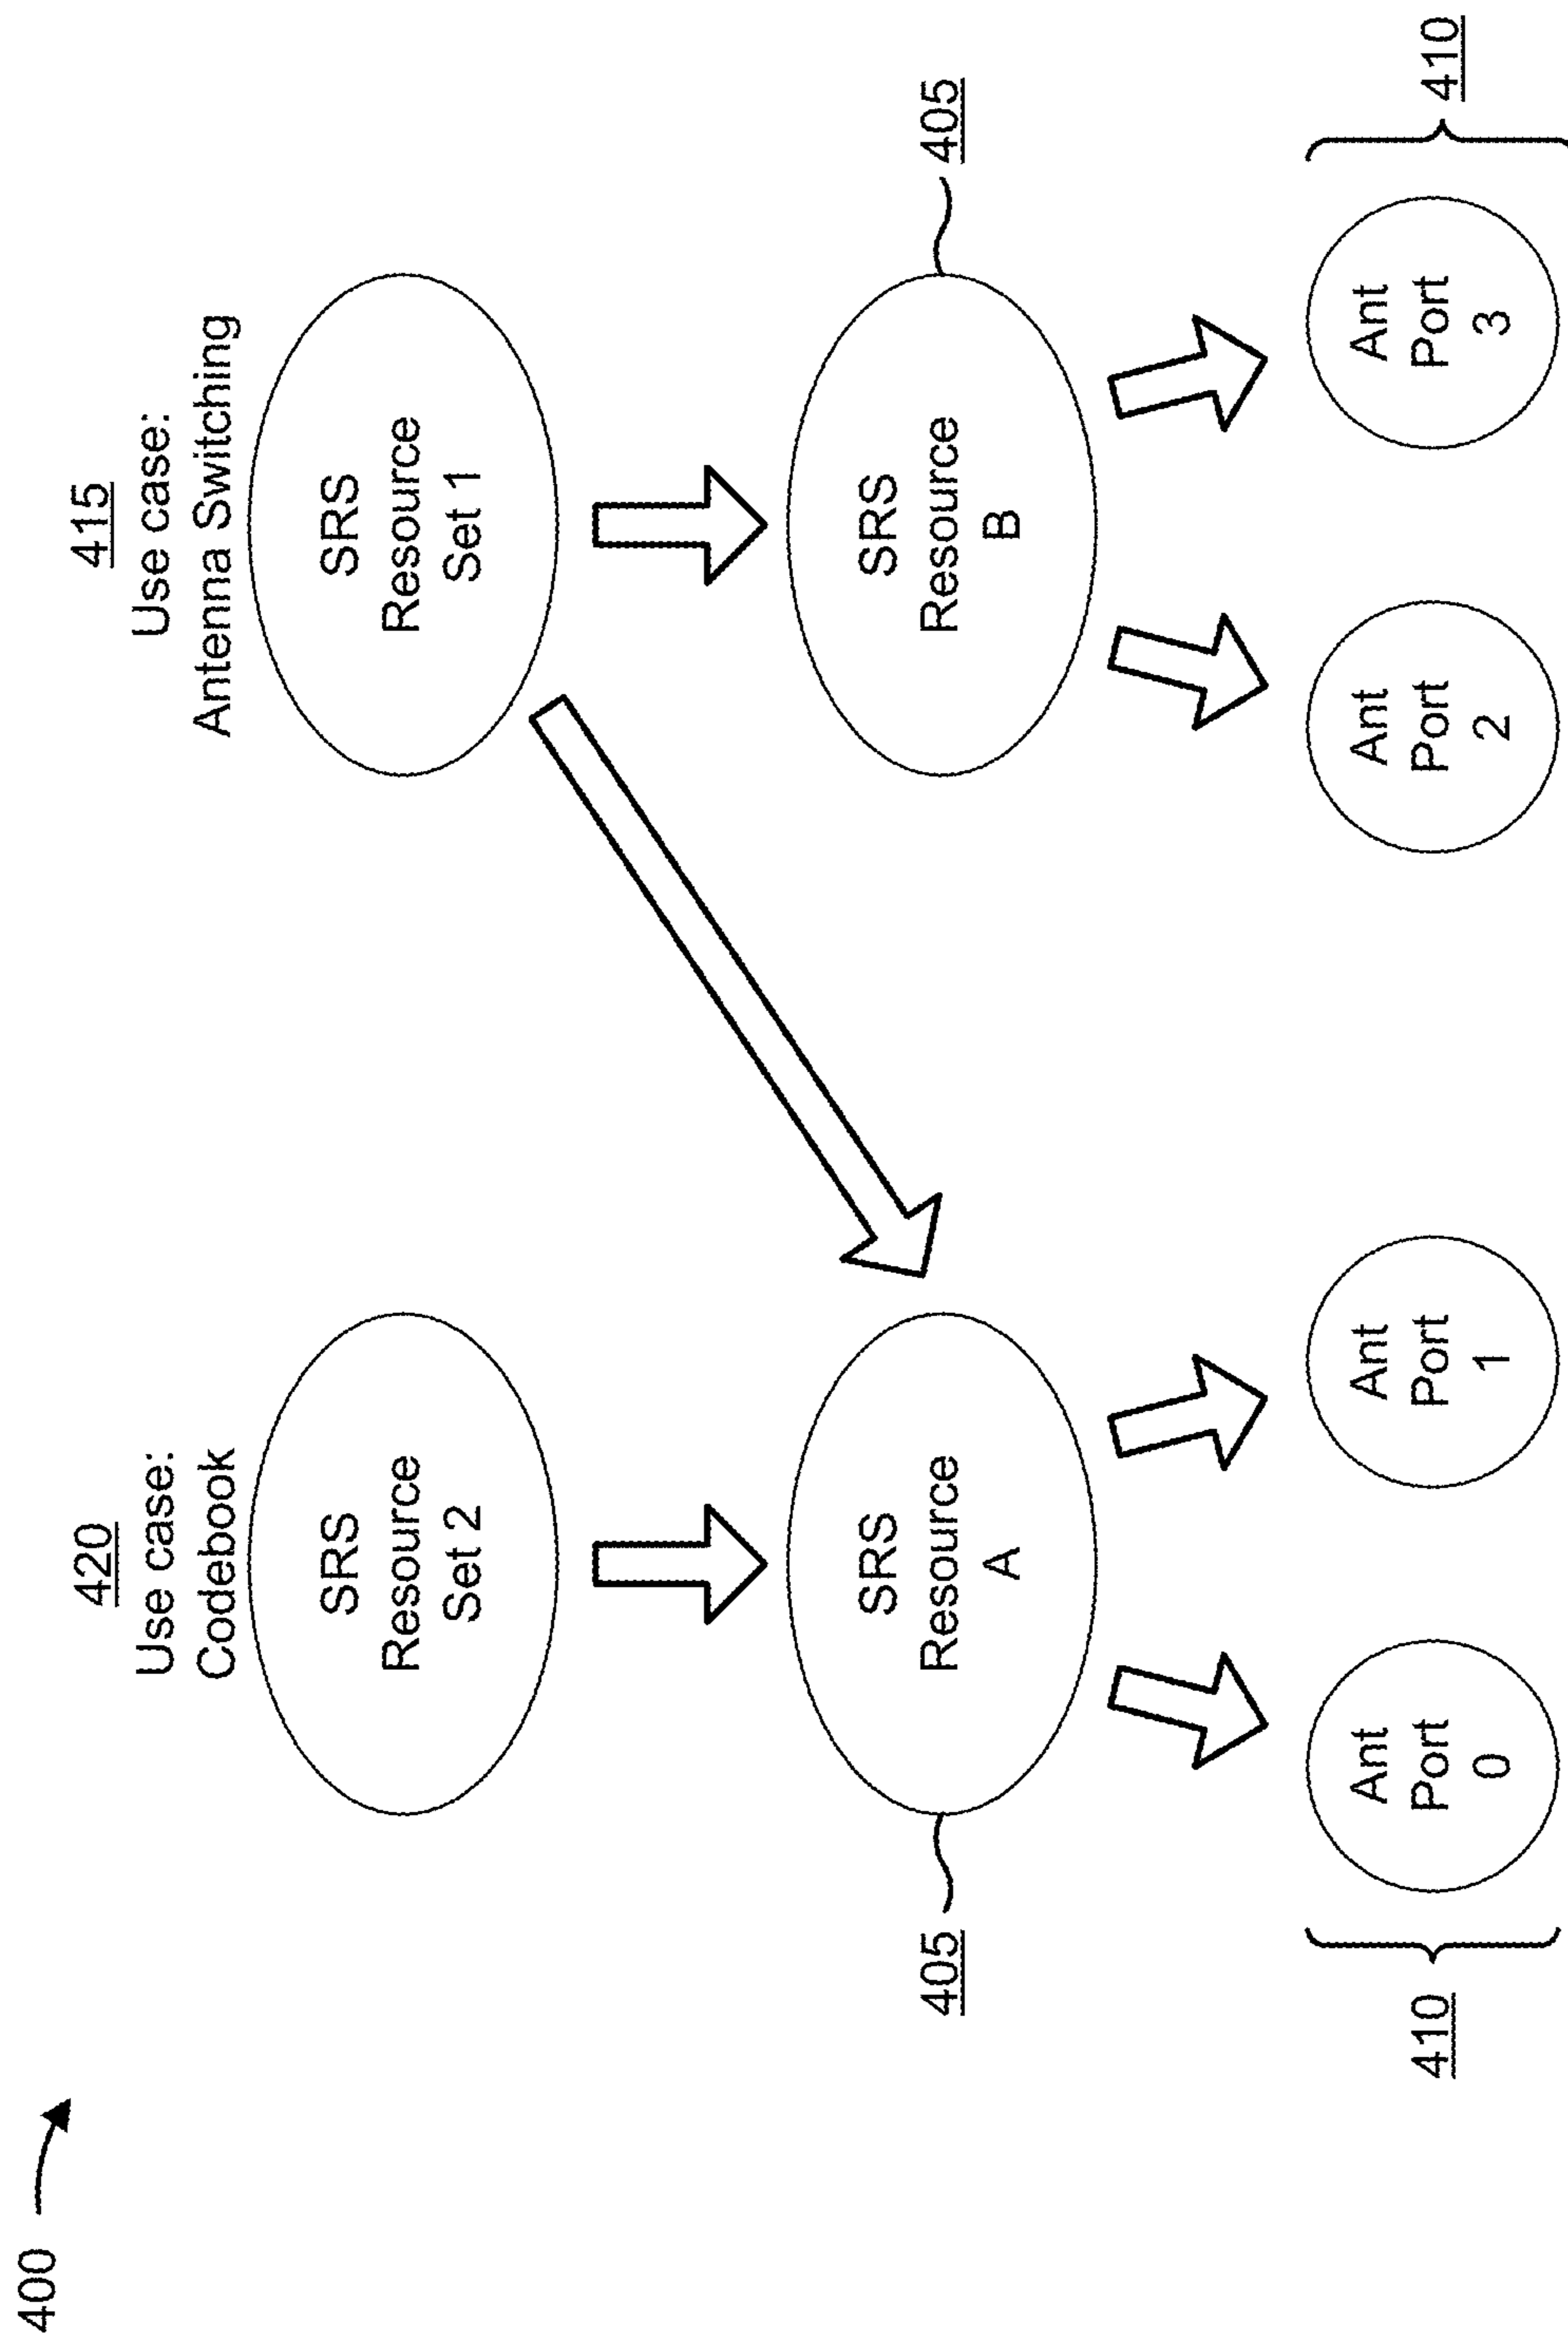 400
420
Use case:
Codebook
415
Use case:
Antenna Switching
SRS
Resource
Set 2
SRS
Resource
Set 1
405
SRS
Resource
A
SRS
Resource
B
405
410
Ant
Port
0
Ant
Port
1
Ant
Port
2
Ant
Port
3
410